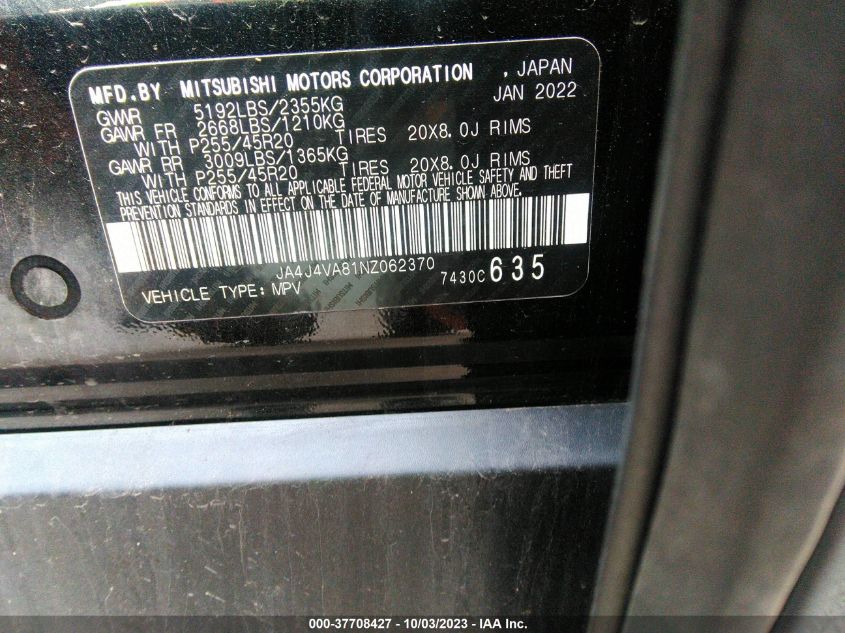 MFD.BY MITSUBISHI MOTORS CORPORATION , JAPAN
GVWR 5192LBS/2355KG JAN 2022
GAWR FR 2668LBS/1210KG
WITH P255/45R20 TIRES 20X8.0J RIMS
GAWR RR 3009LBS/1365KG
WITH P255/45R20 TIRES 20X8.0J RIMS
THIS VEHICLE CONFORMS TO ALL APPLICABLE FEDERAL MOTOR VEHICLE SAFETY AND THEFT
PREVENTION STANDARDS IN EFFECT ON THE DATE OF MANUFACTURE SHOWN ABOVE.
JA4J4VA81NZ062370
7430C 635
VEHICLE TYPE: MPV
000-37708427 - 10/03/2023 - IAA Inc.